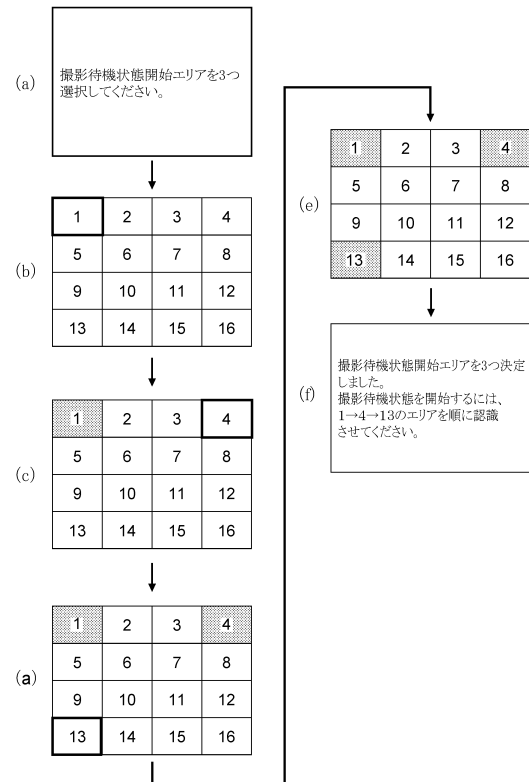 (a)
撮影待機状態開始エリアを3つ
選択してください。
(b)
1 2 3 4
5 6 7 8
9 10 11 12
13 14 15 16
(c)
1 2 3 4
5 6 7 8
9 10 11 12
13 14 15 16
(a)
1 2 3 4
5 6 7 8
9 10 11 12
13 14 15 16
(e)
1 2 3 4
5 6 7 8
9 10 11 12
13 14 15 16
(f)
撮影待機状態開始エリアを3つ決定
しました。
撮影待機状態を開始するには、
1→4→13のエリアを順に認識
させてください。